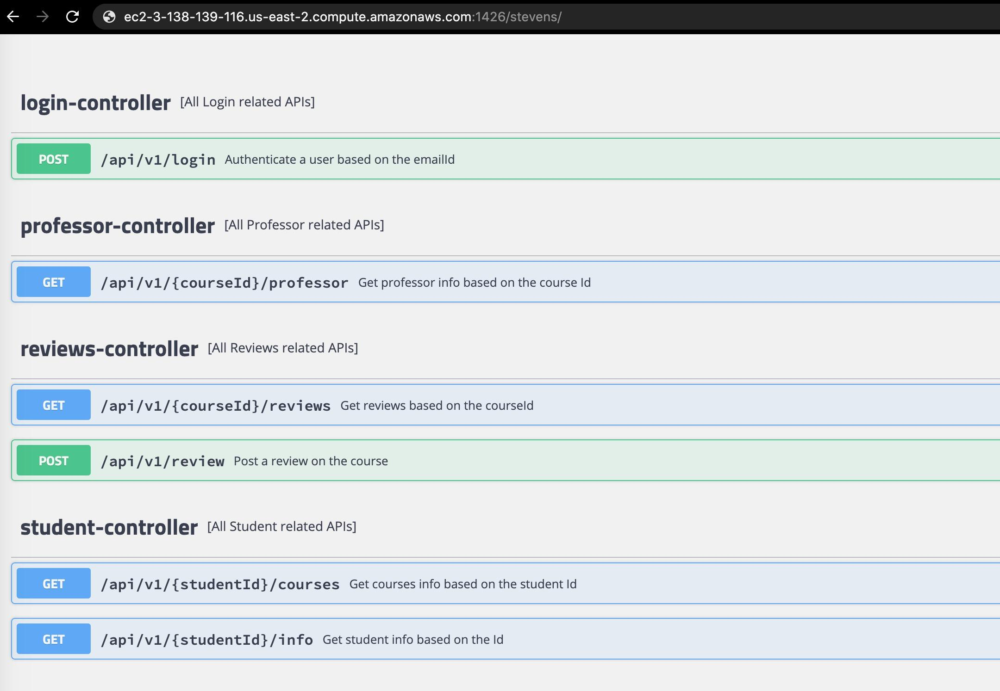 ec2-3-138-139-116.us-east-2.compute.amazonaws.com:1426/stevens/
login-controller [All Login related APIs]
POST /api/v1/login Authenticate a user based on the emailId
professor-controller [All Professor related APIs]
GET /api/v1/{courseId}/professor Get professor info based on the course Id
reviews-controller [All Reviews related APIs]
GET /api/v1/{courseId}/reviews Get reviews based on the courseId
POST /api/v1/review Post a review on the course
student-controller [All Student related APIs]
GET /api/v1/{studentId}/courses Get courses info based on the student Id
GET /api/v1/{studentId}/info Get student info based on the Id